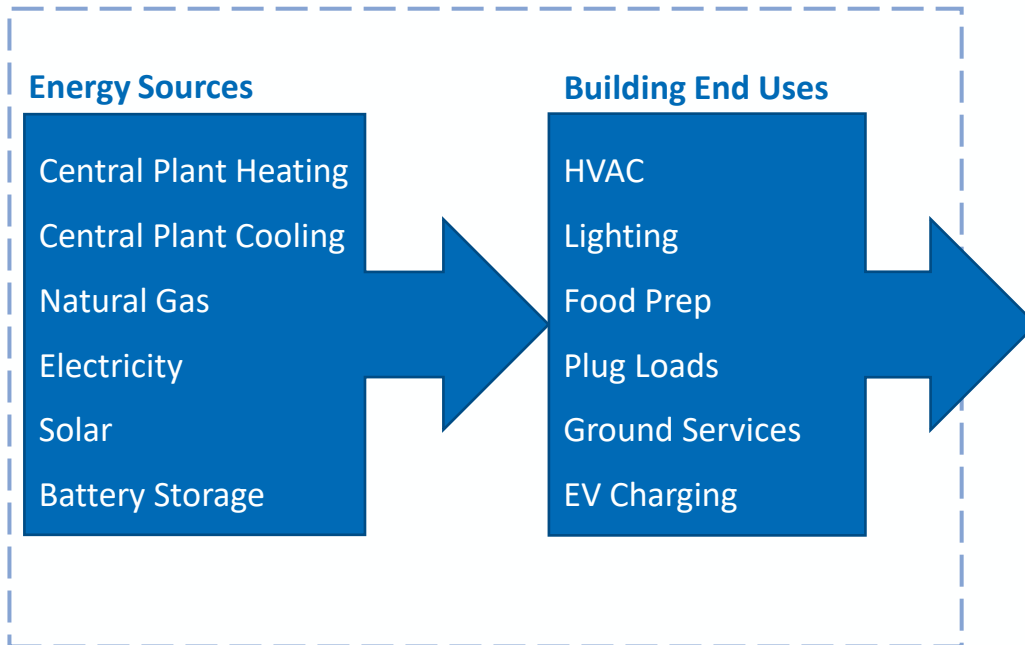 Energy Sources
Central Plant Heating
Central Plant Cooling
Natural Gas
Electricity
Solar
Battery Storage
Building End Uses
HVAC
Lighting
Food Prep
Plug Loads
Ground Services
EV Charging